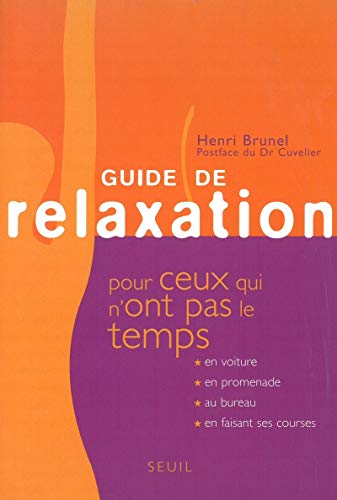 Henri Brunel
Postface du Dr Cuvelier
GUIDE DE
relaxation
pour ceux qui
n'ont pas le
temps
★ en voiture
★ en promenade
★ au bureau
★ en faisant ses courses
SEUIL